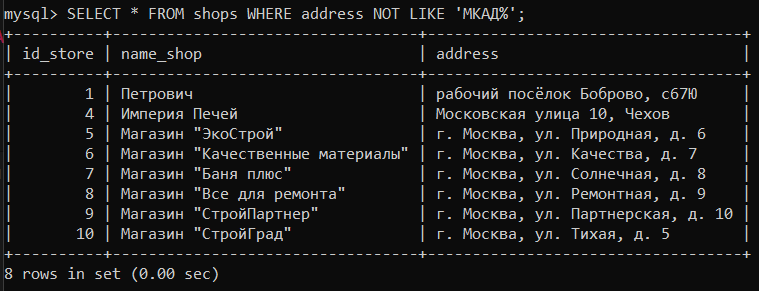 mysql> SELECT * FROM shops WHERE address NOT LIKE 'МКАД%';
+----------+--------------------------------+-----------------------------------+
| id_store | name_shop | address |
+----------+--------------------------------+-----------------------------------+
| 1 | Петрович | рабочий посёлок Боброво, с67Ю |
| 4 | Империя Печей | Московская улица 10, Чехов |
| 5 | Магазин "ЭкоСтрой" | г. Москва, ул. Природная, д. 6 |
| 6 | Магазин "Качественные материалы" | г. Москва, ул. Качества, д. 7 |
| 7 | Магазин "Баня плюс" | г. Москва, ул. Солнечная, д. 8 |
| 8 | Магазин "Все для ремонта" | г. Москва, ул. Ремонтная, д. 9 |
| 9 | Магазин "СтройПартнер" | г. Москва, ул. Партнерская, д. 10 |
| 10 | Магазин "СтройГрад" | г. Москва, ул. Тихая, д. 5 |
+----------+--------------------------------+-----------------------------------+
8 rows in set (0.00 sec)